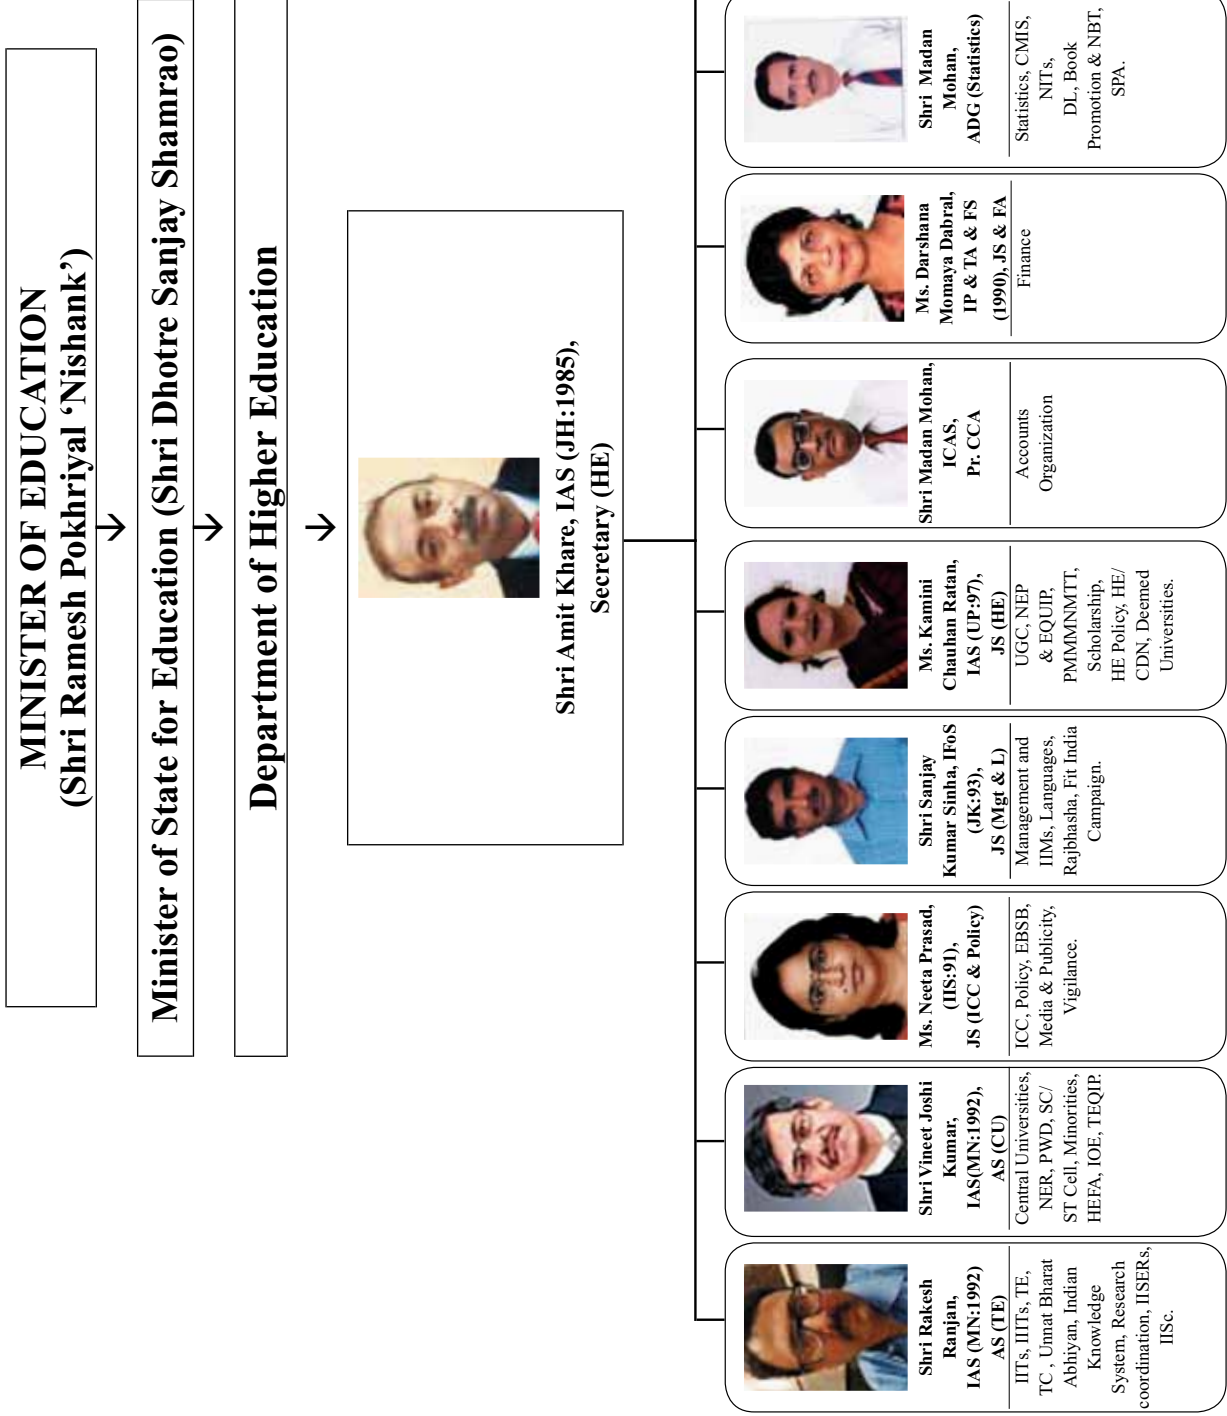 MINISTER OF EDUCATION
(Shri Ramesh Pokhriyal ‘Nishank’)
Minister of State for Education (Shri Dhotre Sanjay Shamrao)
Department of Higher Education
Shri Amit Khare, IAS (JH:1985),
Secretary (HE)
Shri Rakesh
Ranjan,
IAS (MN:1992)
AS (TE)
IITs, IIITs, TE,
TC , Unnat Bharat
Abhiyan, Indian
Knowledge
System, Research
coordination, IISERs,
IISc.
Shri Vineet Joshi
Kumar,
IAS(MN:1992),
AS (CU)
Central Universities,
NER, PWD, SC/
ST Cell, Minorities,
HEFA, IOE, TEQIP.
Ms. Neeta Prasad,
(IIS:91),
JS (ICC & Policy)
ICC, Policy, EBSB,
Media & Publicity,
Vigilance.
Shri Sanjay
Kumar Sinha, IFoS
(JK:93),
JS (Mgt & L)
Management and
IIMs, Languages,
Rajbhasha, Fit India
Campaign.
Ms. Kamini
Chauhan Ratan,
IAS (UP:97),
JS (HE)
UGC, NEP
& EQUIP,
PMMMNMTT,
Scholarship,
HE Policy, HE/
CDN, Deemed
Universities.
Shri Madan Mohan,
ICAS,
Pr. CCA
Accounts
Organization
Ms. Darshana
Momaya Dabral,
IP & TA & FS
(1990), JS & FA
Finance
Shri Madan
Mohan,
ADG (Statistics)
Statistics, CMIS,
NITs,
DL, Book
Promotion & NBT,
SPA.